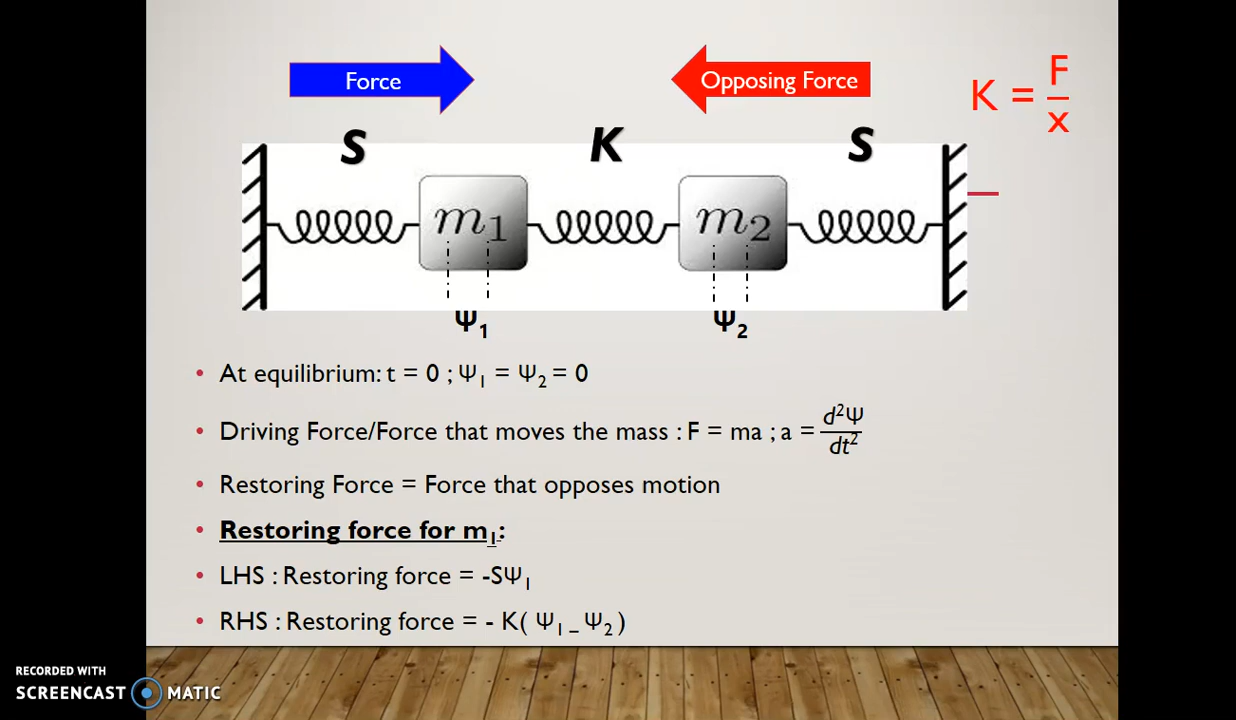 Force
Opposing Force
K = F/x
S
K
S
m₁
m₂
Ψ₁
Ψ₂
• At equilibrium: t = 0 ; Ψ₁ = Ψ₂ = 0
• Driving Force/Force that moves the mass : F = ma ; a = d²Ψ/dt²
• Restoring Force = Force that opposes motion
• Restoring force for m₁:
• LHS : Restoring force = -SΨ₁
• RHS : Restoring force = - K( Ψ₁ – Ψ₂ )
RECORDED WITH
SCREENCAST MATIC